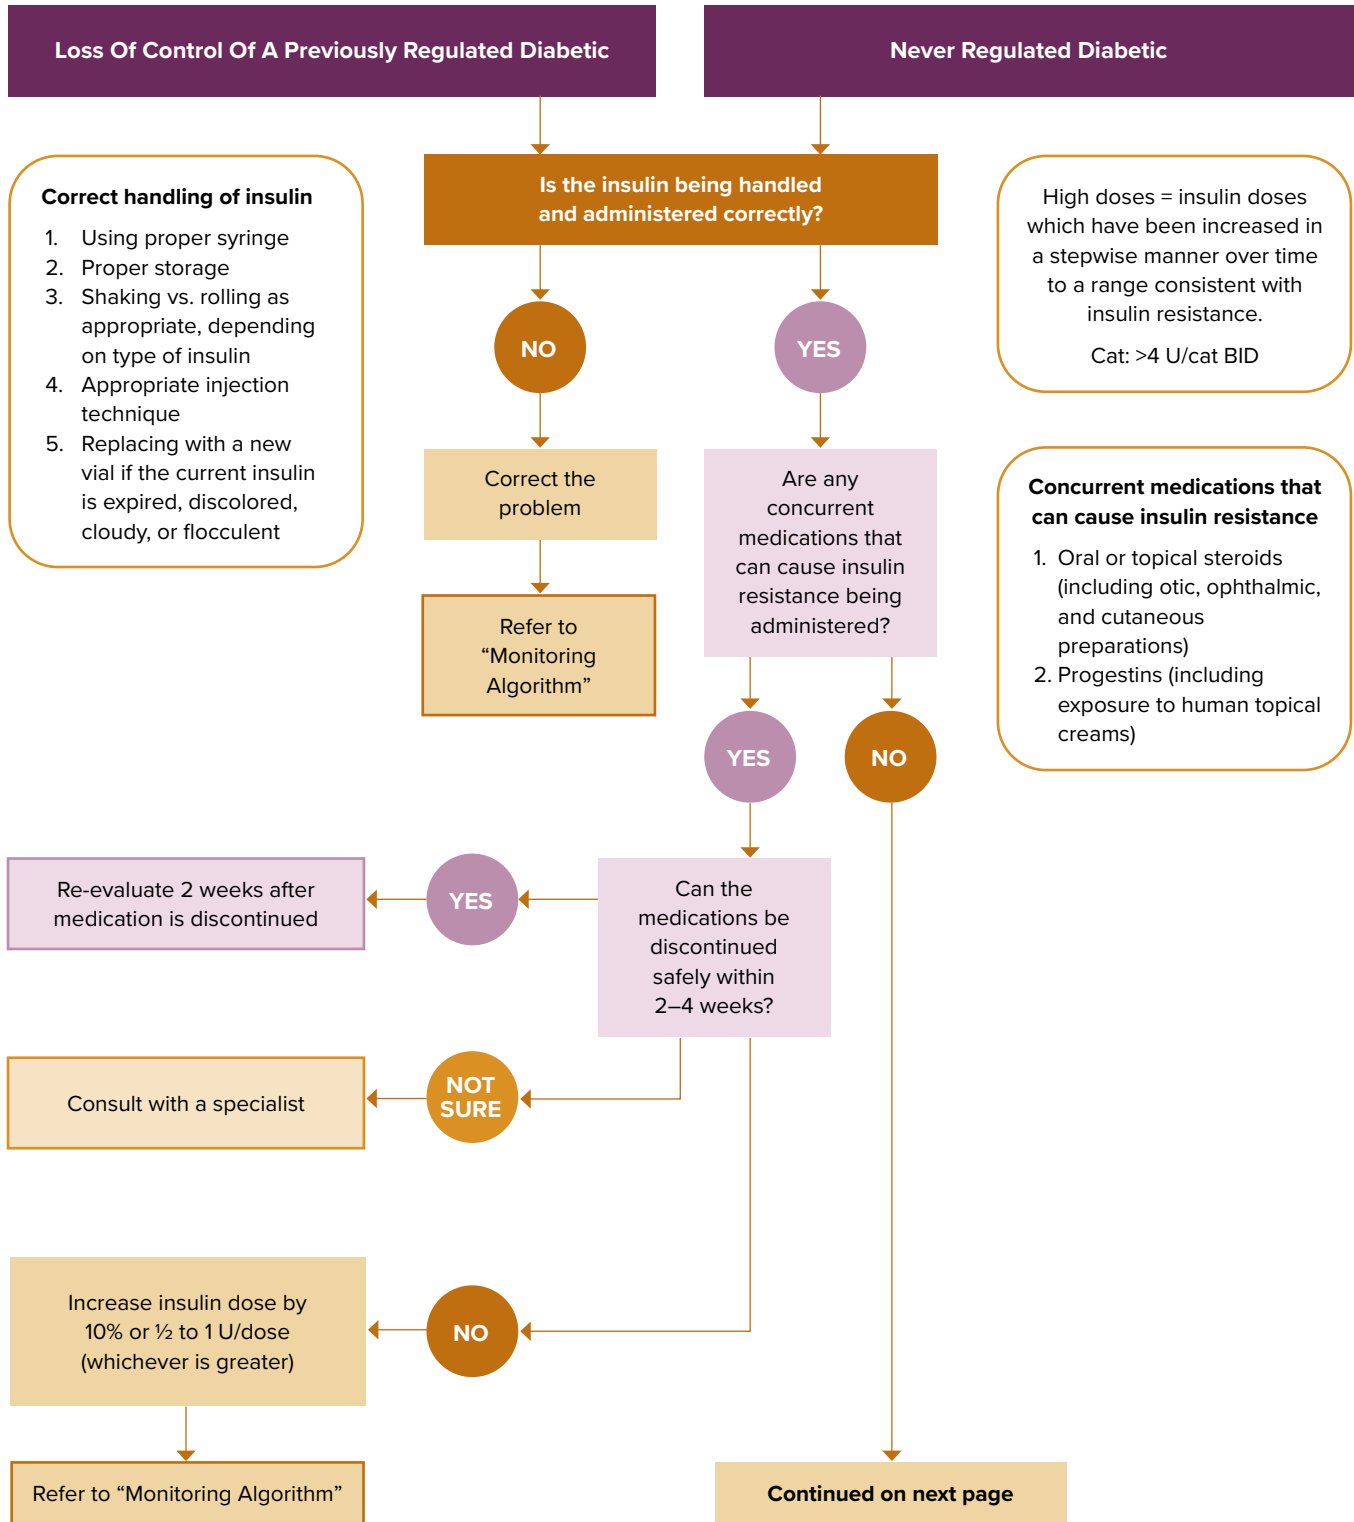 Loss Of Control Of A Previously Regulated Diabetic
Never Regulated Diabetic
Correct handling of insulin
1. Using proper syringe
2. Proper storage
3. Shaking vs. rolling as
appropriate, depending
on type of insulin
4. Appropriate injection
technique
5. Replacing with a new
vial if the current insulin
is expired, discolored,
cloudy, or flocculent
Is the insulin being handled
and administered correctly?
High doses = insulin doses
which have been increased in
a stepwise manner over time
to a range consistent with
insulin resistance.
Cat: >4 U/cat BID
NO
YES
Correct the
problem
Refer to
“Monitoring
Algorithm”
Are any
concurrent
medications that
can cause insulin
resistance being
administered?
Concurrent medications that
can cause insulin resistance
1. Oral or topical steroids
(including otic, ophthalmic,
and cutaneous
preparations)
2. Progestins (including
exposure to human topical
creams)
YES
NO
Can the
medications be
discontinued
safely within
2–4 weeks?
YES
Re-evaluate 2 weeks after
medication is discontinued
NOT
SURE
Consult with a specialist
NO
Increase insulin dose by
10% or ½ to 1 U/dose
(whichever is greater)
Refer to “Monitoring Algorithm”
Continued on next page